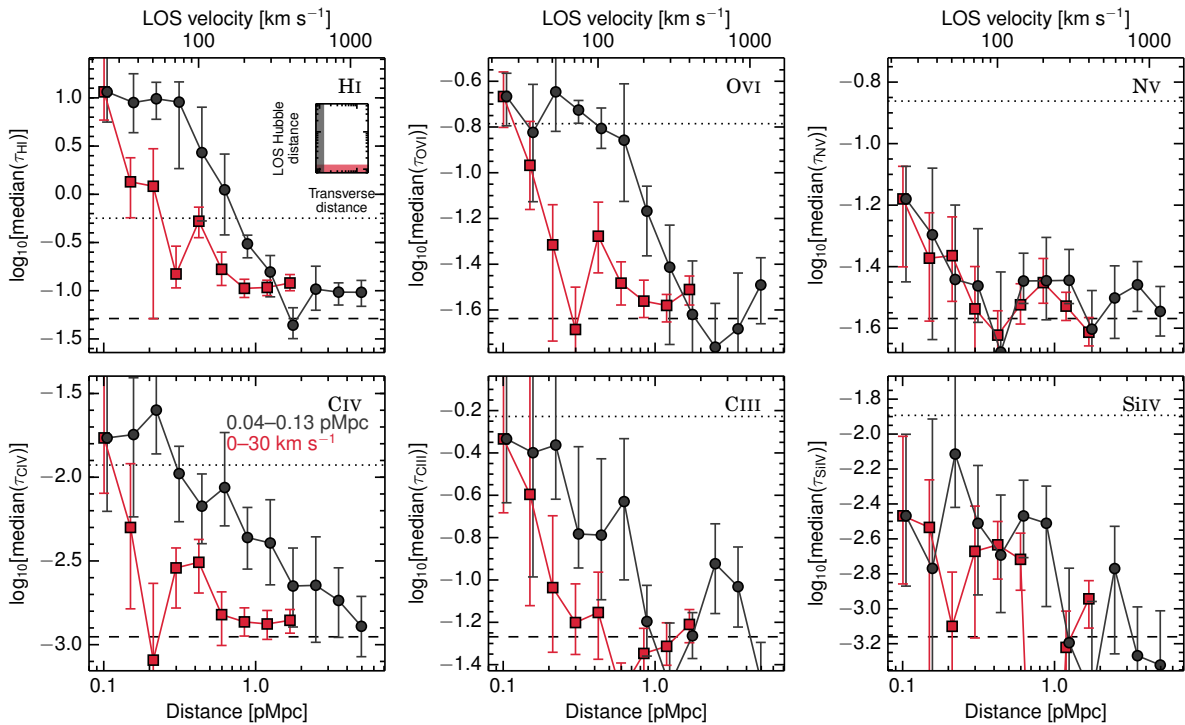 LOS velocity [km s⁻¹] LOS velocity [km s⁻¹] LOS velocity [km s⁻¹]
100 1000 100 1000 100 1000
HI
log₁₀[median(τHI)]
1.0
0.5
0.0
−0.5
−1.0
−1.5
LOS Hubble
distance
Transverse
distance
OVI
log₁₀[median(τOVI)]
−0.6
−0.8
−1.0
−1.2
−1.4
−1.6
NV
log₁₀[median(τNV)]
−0.8
−1.0
−1.2
−1.4
−1.6
CIV
log₁₀[median(τCIV)]
−1.5
−2.0
−2.5
−3.0
0.04–0.13 pMpc
0–30 km s⁻¹
CIII
log₁₀[median(τCIII)]
−0.2
−0.4
−0.6
−0.8
−1.0
−1.2
−1.4
SiIV
log₁₀[median(τSiIV)]
−1.8
−2.0
−2.2
−2.4
−2.6
−2.8
−3.0
−3.2
0.1 1.0 0.1 1.0 0.1 1.0
Distance [pMpc] Distance [pMpc] Distance [pMpc]